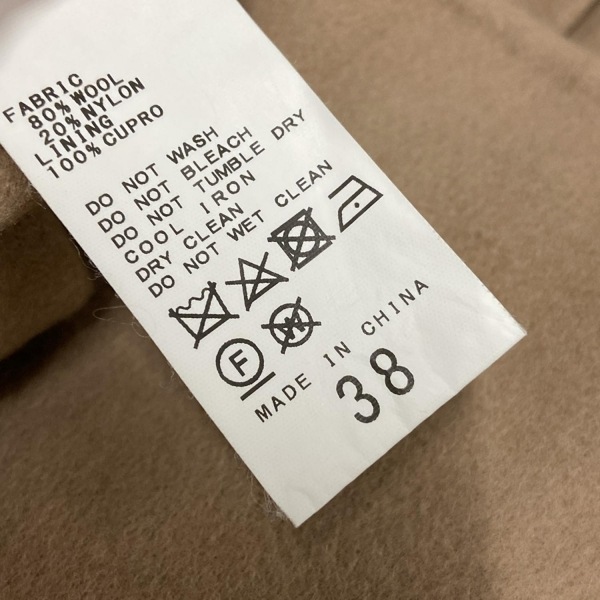 FABRIC
80% WOOL
20% NYLON
LINING
100% CUPRO
DO NOT WASH
DO NOT BLEACH
DO NOT TUMBLE DRY
COOL IRON
DRY CLEAN
DO NOT WET CLEAN
F W
MADE IN CHINA
38